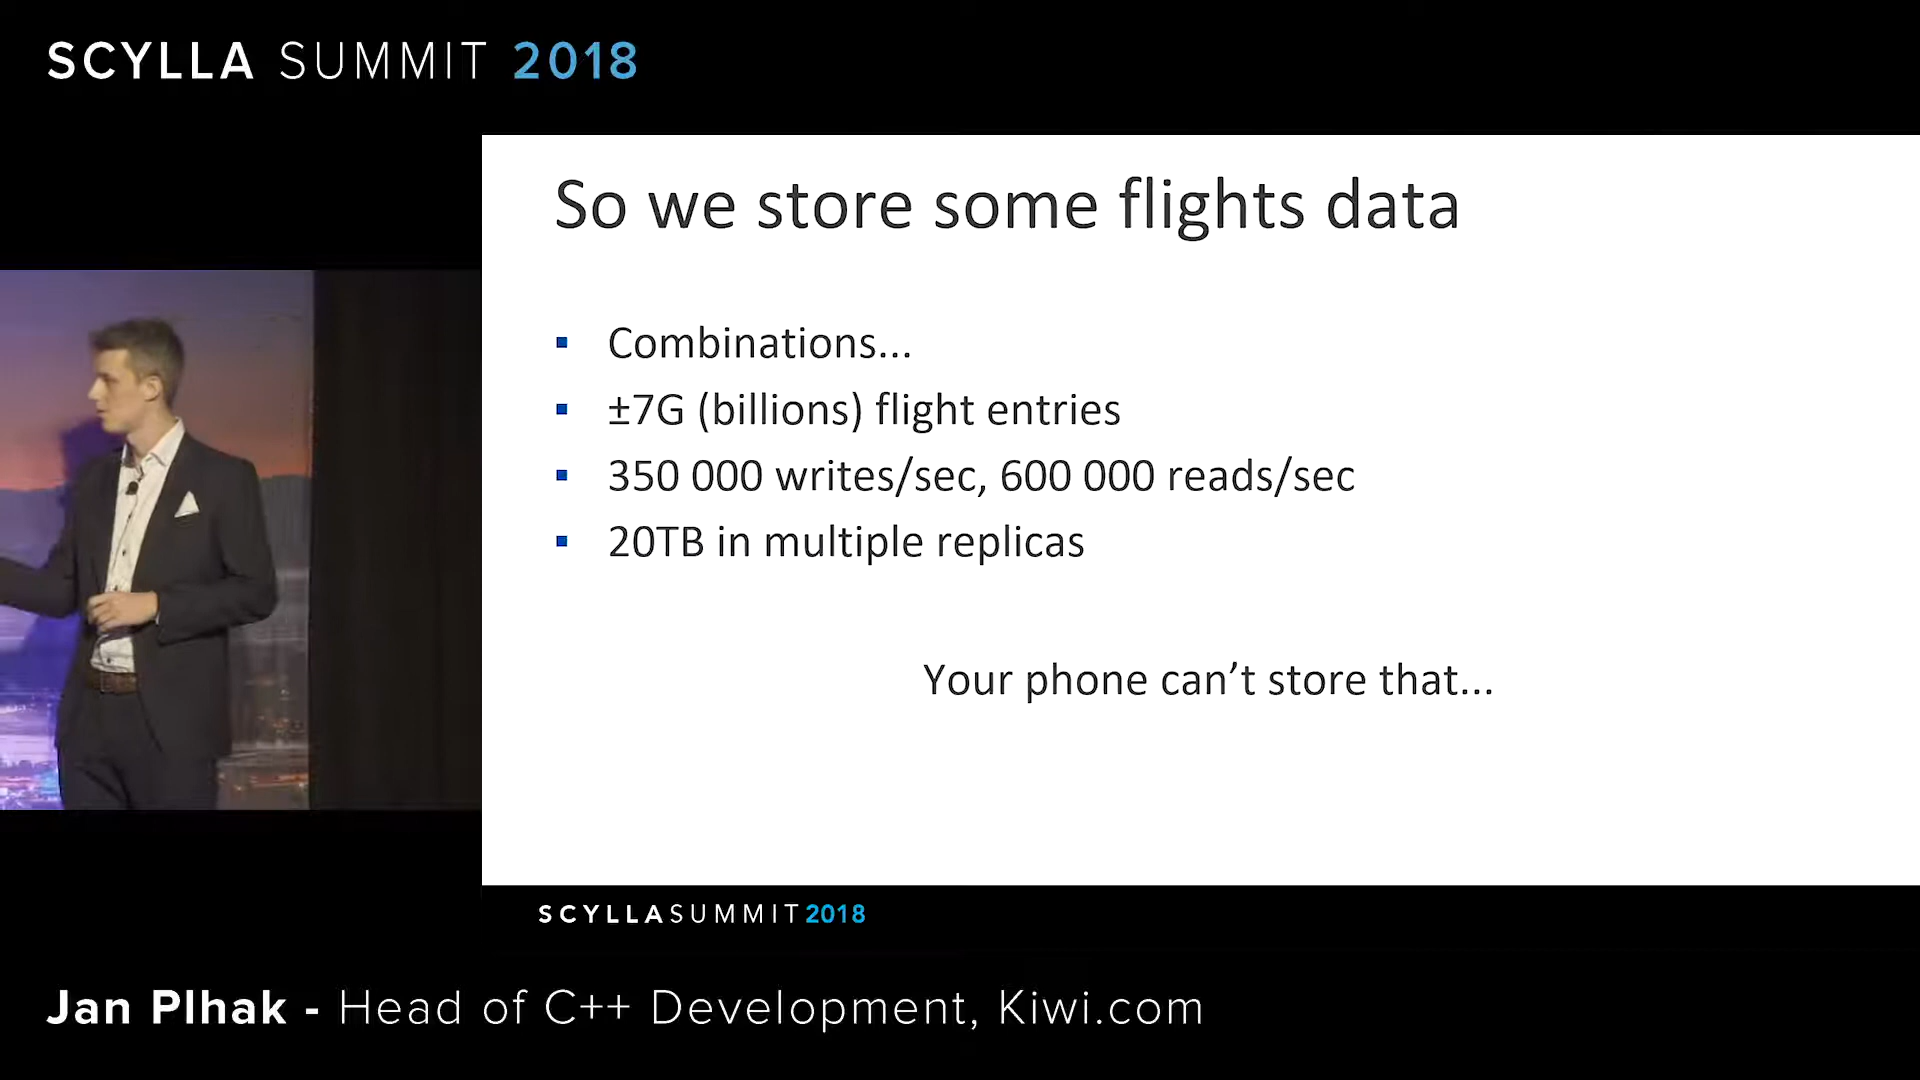 SCYLLA SUMMIT 2018
So we store some flights data
▪ Combinations...
▪ ±7G (billions) flight entries
▪ 350 000 writes/sec, 600 000 reads/sec
▪ 20TB in multiple replicas
Your phone can’t store that...
SCYLLASUMMIT2018
Jan Plhak - Head of C++ Development, Kiwi.com